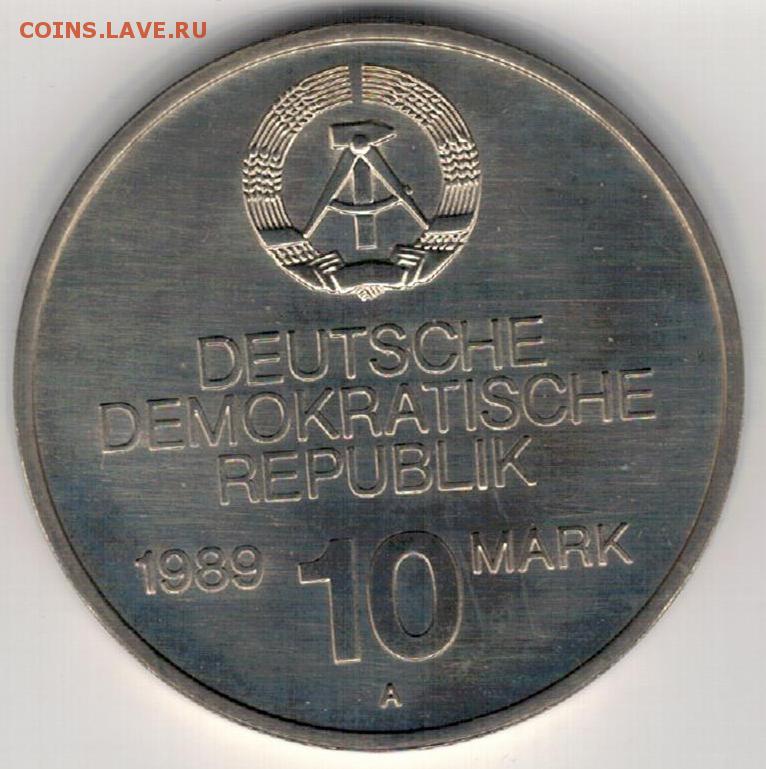 COINS.LAVE.RU
DEUTSCHE
DEMOKRATISCHE
REPUBLIK
1989 10 MARK
A